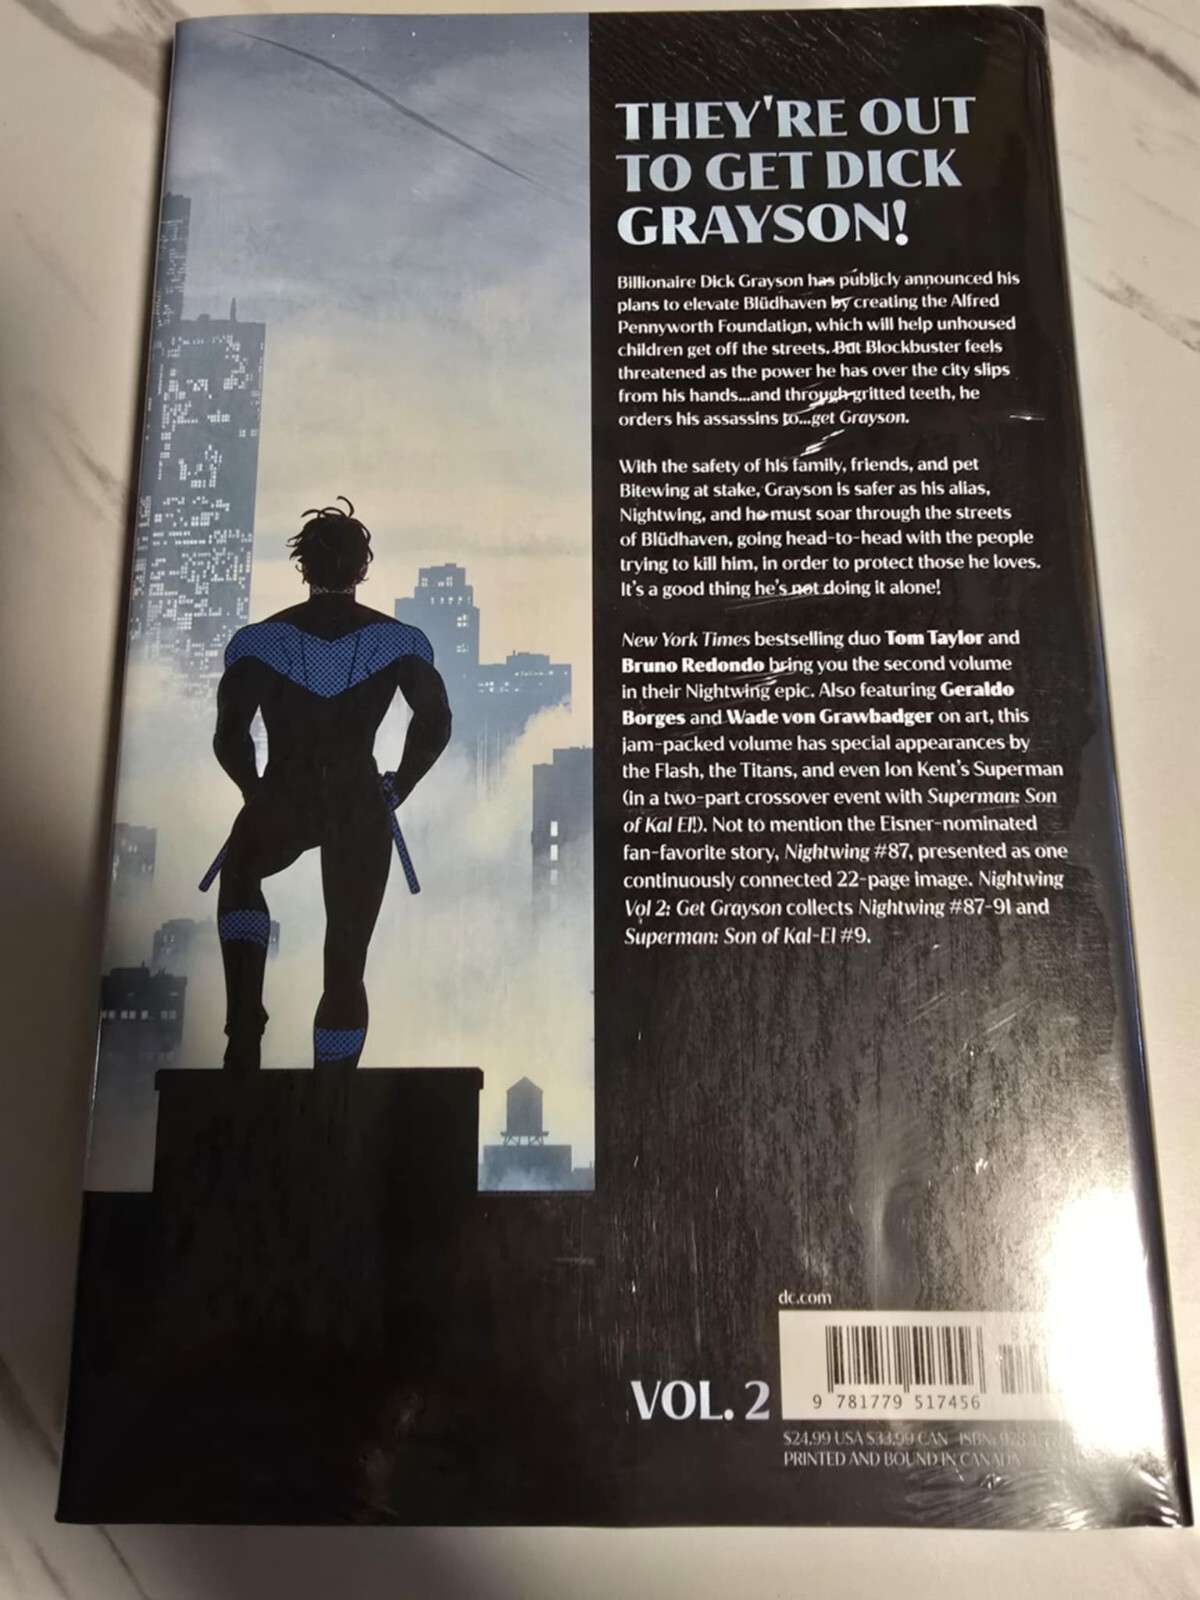 THEY'RE OUT
TO GET DICK
GRAYSON!
Billionaire Dick Grayson has publicly announced his
plans to elevate Blüdhaven by creating the Alfred
Pennyworth Foundation, which will help unhoused
children get off the streets. But Blockbuster feels
threatened as the power he has over the city slips
from his hands...and through gritted teeth, he
orders his assassins to...get Grayson.
With the safety of his family, friends, and pet
Bitewing at stake, Grayson is safer as his alias,
Nightwing, and he must soar through the streets
of Blüdhaven, going head-to-head with the people
trying to kill him, in order to protect those he loves.
It's a good thing he's not doing it alone!
New York Times bestselling duo Tom Taylor and
Bruno Redondo bring you the second volume
in their Nightwing epic. Also featuring Geraldo
Borges and Wade von Grawbadger on art, this
jam-packed volume has special appearances by
the Flash, the Titans, and even Jon Kent's Superman
(in a two-part crossover event with Superman: Son
of Kal El!). Not to mention the Eisner-nominated
fan-favorite story, Nightwing #87, presented as one
continuously connected 22-page image. Nightwing
Vol 2: Get Grayson collects Nightwing #87-91 and
Superman: Son of Kal-El #9.
dc.com
VOL. 2
9 781779 517456
$24.99 USA $33.99 CAN ISBN:
PRINTED AND BOUND IN CANADA